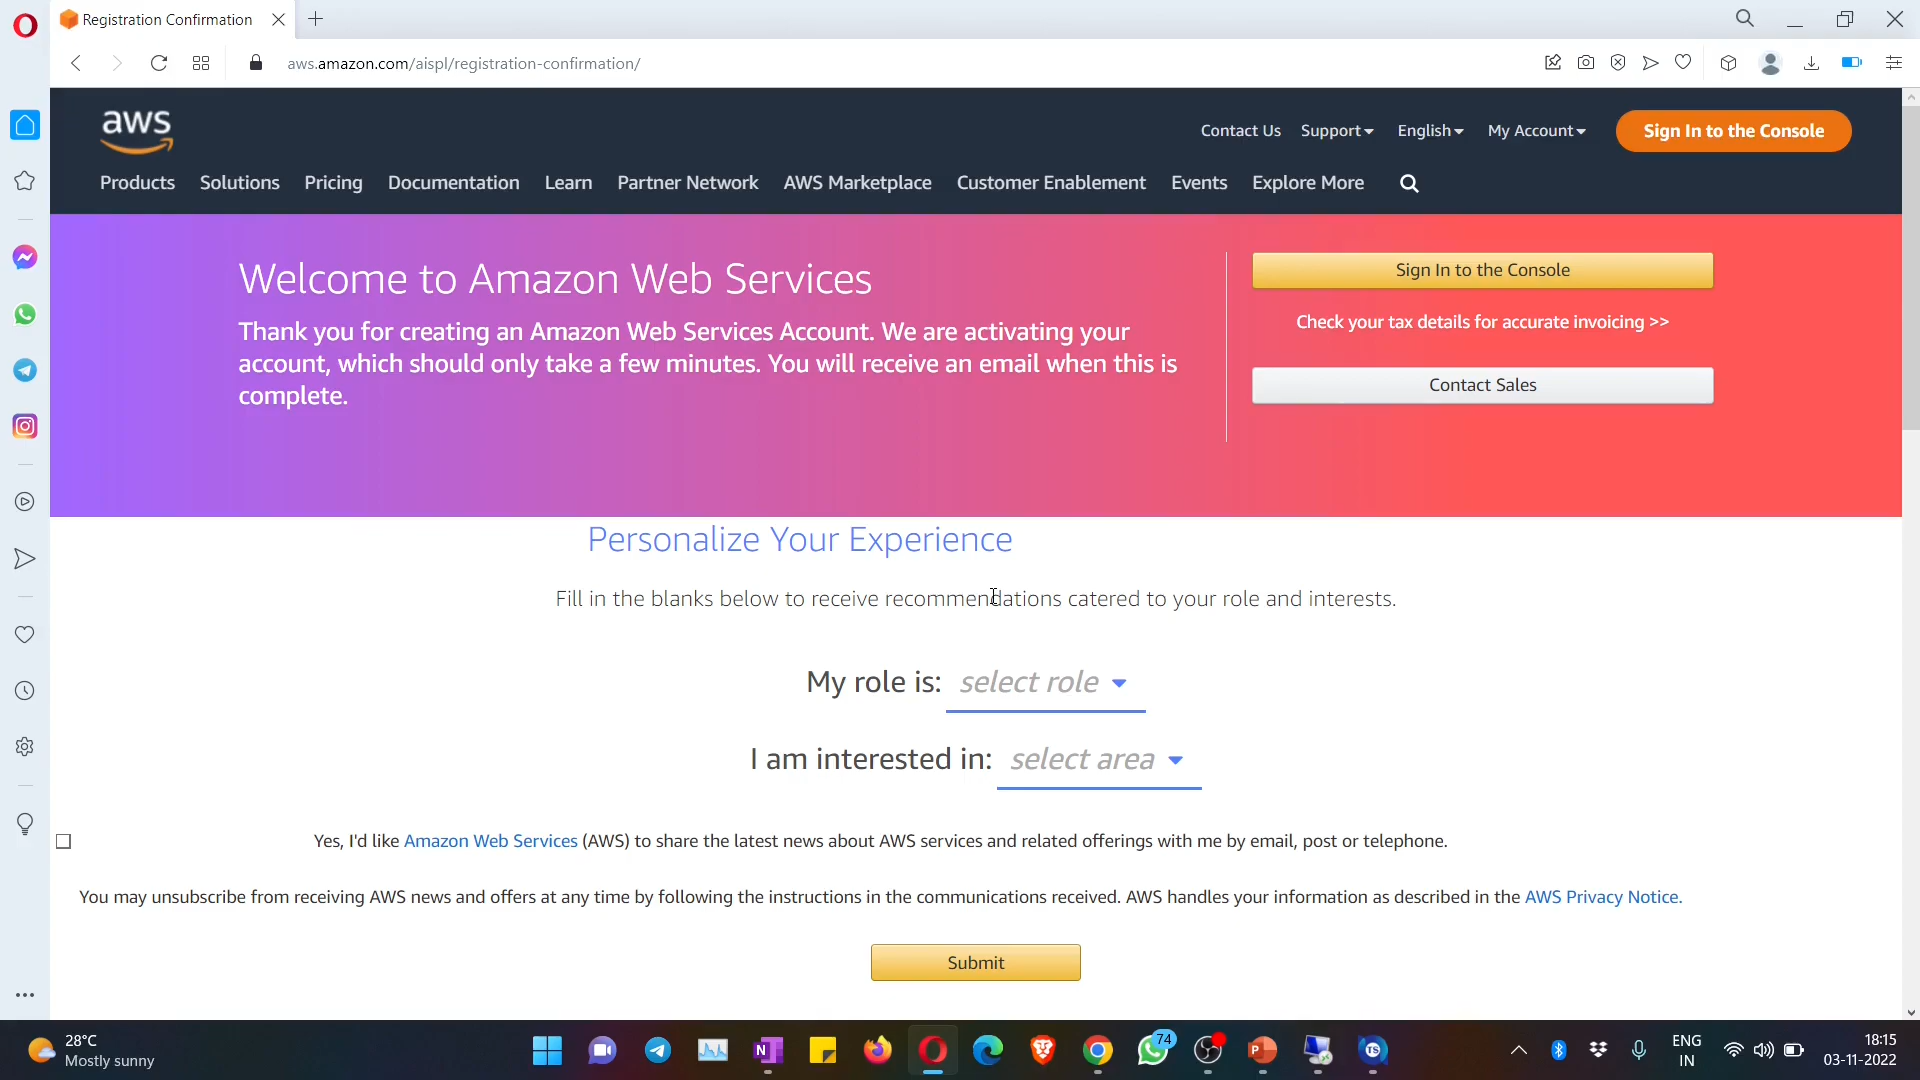 Registration Confirmation
aws.amazon.com/aispl/registration-confirmation/
aws
Contact Us Support English My Account Sign In to the Console
Products Solutions Pricing Documentation Learn Partner Network AWS Marketplace Customer Enablement Events Explore More
Welcome to Amazon Web Services
Thank you for creating an Amazon Web Services Account. We are activating your
account, which should only take a few minutes. You will receive an email when this is
complete.
Sign In to the Console
Check your tax details for accurate invoicing >>
Contact Sales
Personalize Your Experience
Fill in the blanks below to receive recommendations catered to your role and interests.
My role is: select role
I am interested in: select area
Yes, I'd like Amazon Web Services (AWS) to share the latest news about AWS services and related offerings with me by email, post or telephone.
You may unsubscribe from receiving AWS news and offers at any time by following the instructions in the communications received. AWS handles your information as described in the AWS Privacy Notice.
Submit
28°C
Mostly sunny
N
74
P
TS
ENG
IN
18:15
03-11-2022